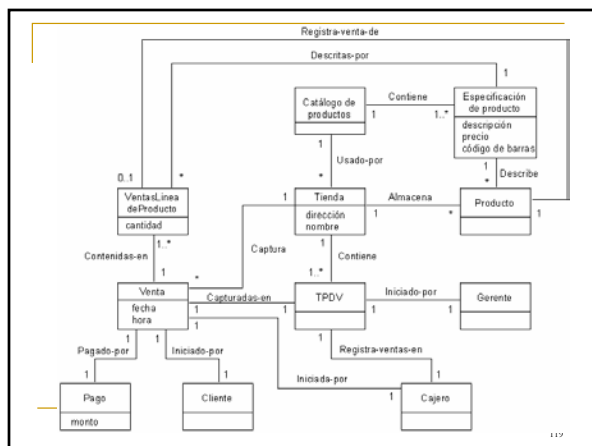 Registra-venta-de
Descritas-por
1
Catálogo de
productos
Contiene
1
1..*
Especificación
de producto
descripción
precio
código de barras
1
Usado-por
1
Describe
0..1
*
*
*
VentasLinea
deProducto
cantidad
1
Tienda
dirección
nombre
Almacena
1
*
Producto
1
1..*
Contenidas-en
1
Captura
1
Contiene
1..*
*
Venta
fecha
hora
Capturadas-en
1
1
1
TPDV
Iniciado-por
1
1
Gerente
1
1
1
Pagado-por
Iniciado-por
Registra-ventas-en
1
1
Iniciada-por
1
1
Pago
monto
Cliente
Cajero